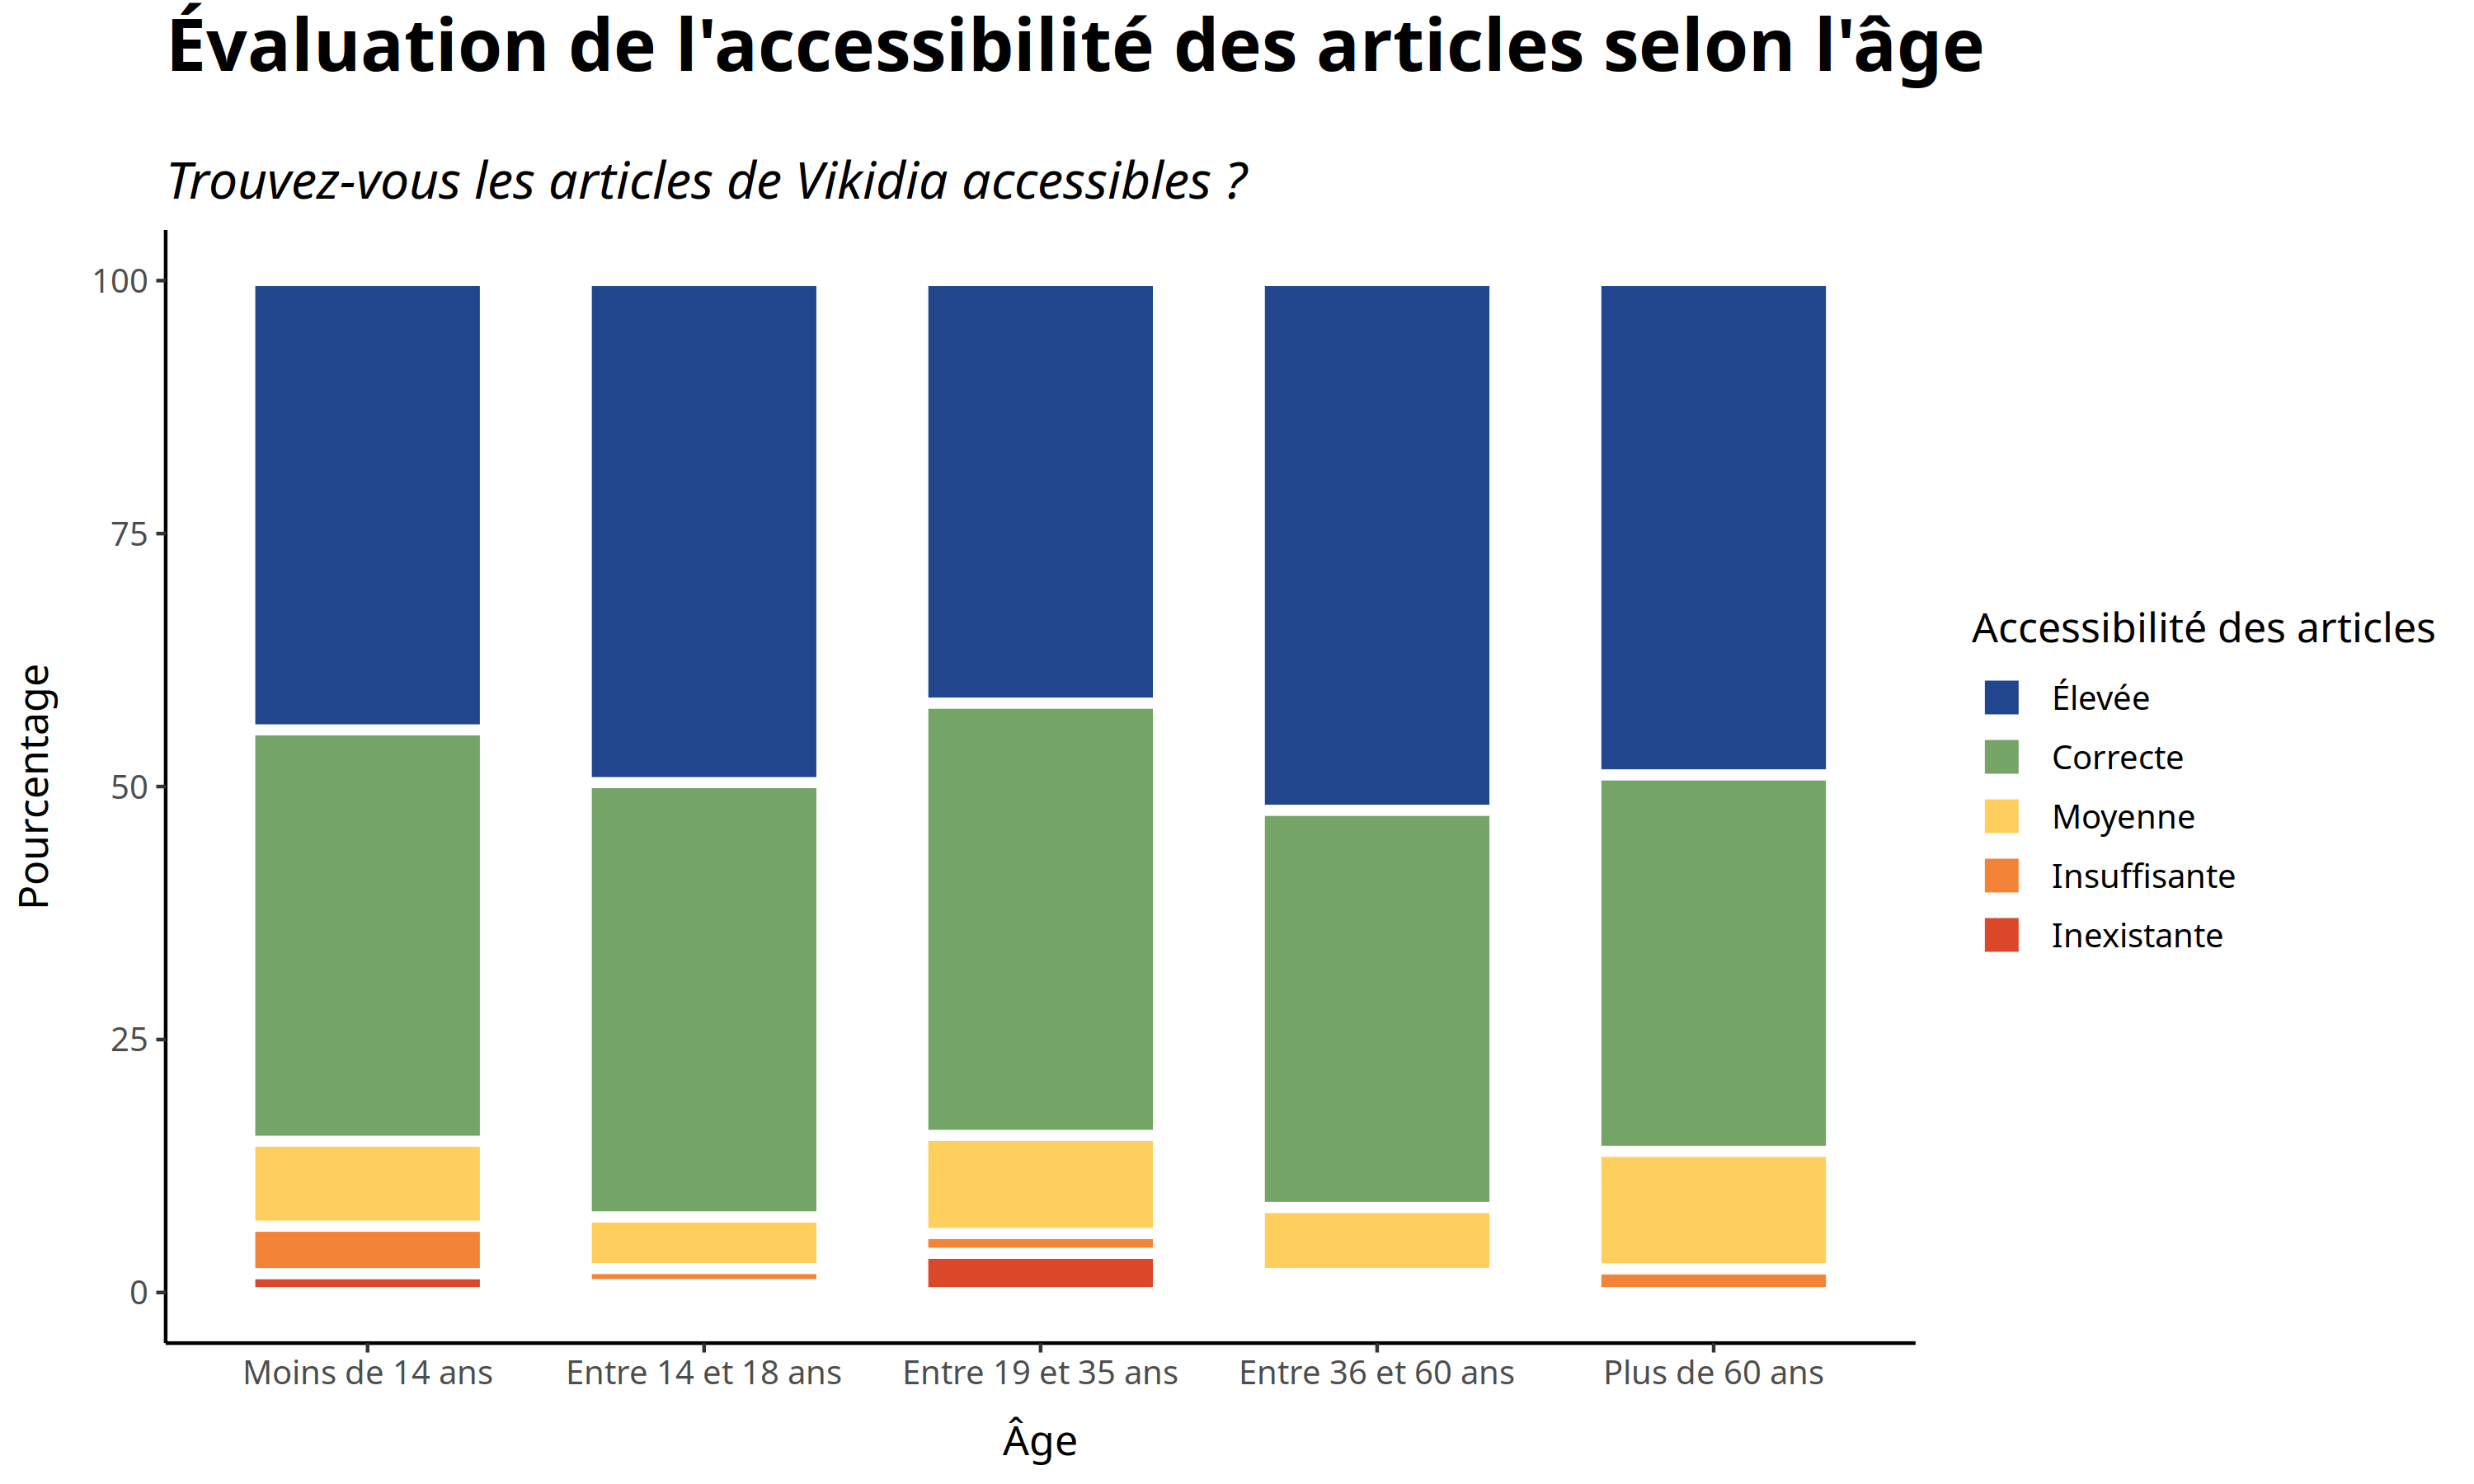 Évaluation de l'accessibilité des articles selon l'âge
Trouvez-vous les articles de Vikidia accessibles ?
Pourcentage
100
75
50
25
0
Moins de 14 ans
Entre 14 et 18 ans
Entre 19 et 35 ans
Entre 36 et 60 ans
Plus de 60 ans
Âge
Accessibilité des articles
Élevée
Correcte
Moyenne
Insuffisante
Inexistante